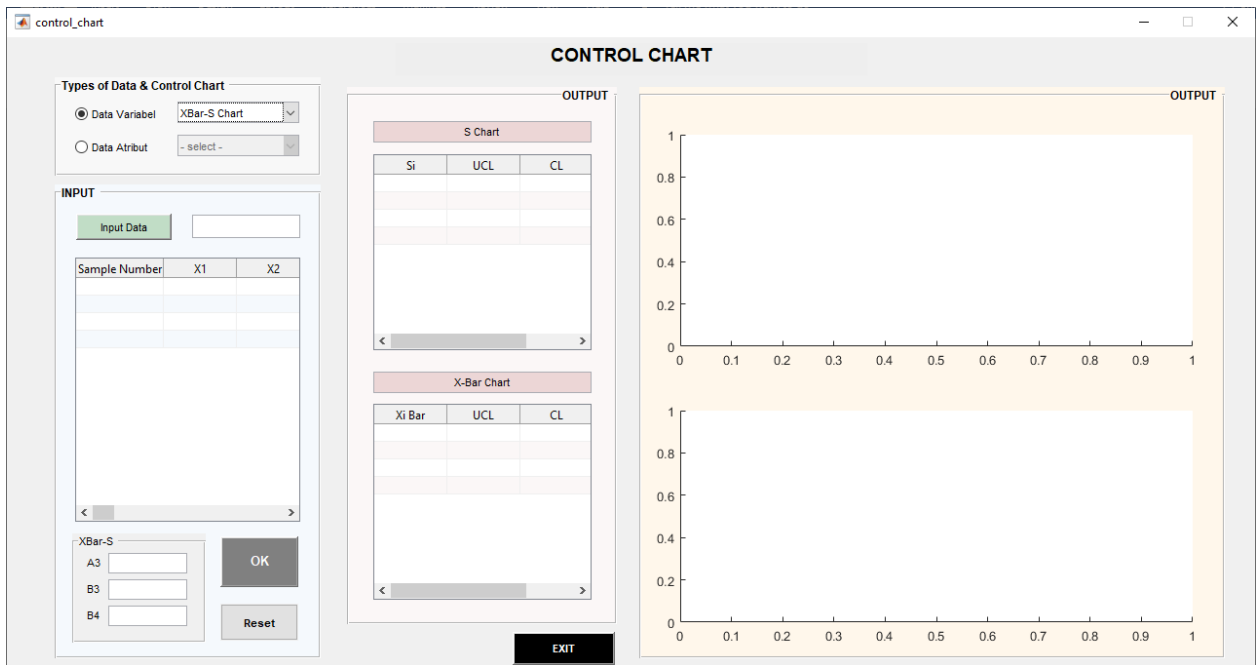 control_chart
CONTROL CHART
Types of Data & Control Chart
Data Variabel
XBar-S Chart
Data Atribut
- select -
INPUT
Input Data
Sample Number X1 X2
XBar-S
A3
B3
B4
OK
Reset
OUTPUT
S Chart
Si UCL CL
X-Bar Chart
Xi Bar UCL CL
EXIT
OUTPUT
1
0.8
0.6
0.4
0.2
0
0 0.1 0.2 0.3 0.4 0.5 0.6 0.7 0.8 0.9 1
1
0.8
0.6
0.4
0.2
0
0 0.1 0.2 0.3 0.4 0.5 0.6 0.7 0.8 0.9 1